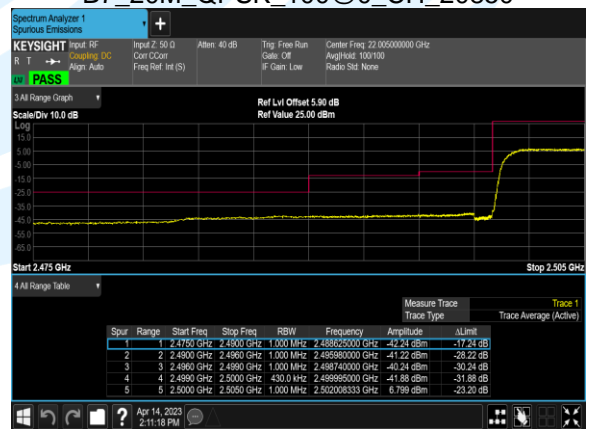 Spectrum Analyzer 1
Spurious Emissions
+
KEYSIGHT Input: RF
R T Coupling: DC
Align: Auto
Input Z: 50 Ω
Corr CCorr
Freq Ref: Int (S)
Atten: 40 dB
Trig: Free Run
Gate: Off
IF Gain: Low
Center Freq: 22.005000000 GHz
Avg|Hold: 100/100
Radio Std: None
PASS
3 All Range Graph
Scale/Div 10.0 dB
Ref Lvl Offset 5.90 dB
Ref Value 25.00 dBm
Log
15.0
5.00
-5.00
-15.0
-25.0
-35.0
-45.0
-55.0
-65.0
Start 2.475 GHz Stop 2.505 GHz
4 All Range Table
Measure Trace Trace 1
Trace Type Trace Average (Active)
Spur Range Start Freq Stop Freq RBW Frequency Amplitude ΔLimit
1 1 2.4750 GHz 2.4900 GHz 1.000 MHz 2.488625000 GHz -42.24 dBm -17.24 dB
2 2 2.4900 GHz 2.4960 GHz 1.000 MHz 2.495980000 GHz -41.22 dBm -28.22 dB
3 3 2.4960 GHz 2.4990 GHz 1.000 MHz 2.498740000 GHz -40.24 dBm -30.24 dB
4 4 2.4990 GHz 2.5000 GHz 430.0 kHz 2.499995000 GHz -41.88 dBm -31.88 dB
5 5 2.5000 GHz 2.5050 GHz 1.000 MHz 2.502008333 GHz 6.799 dBm -23.20 dB
?
Apr 14, 2023
2:11:18 PM